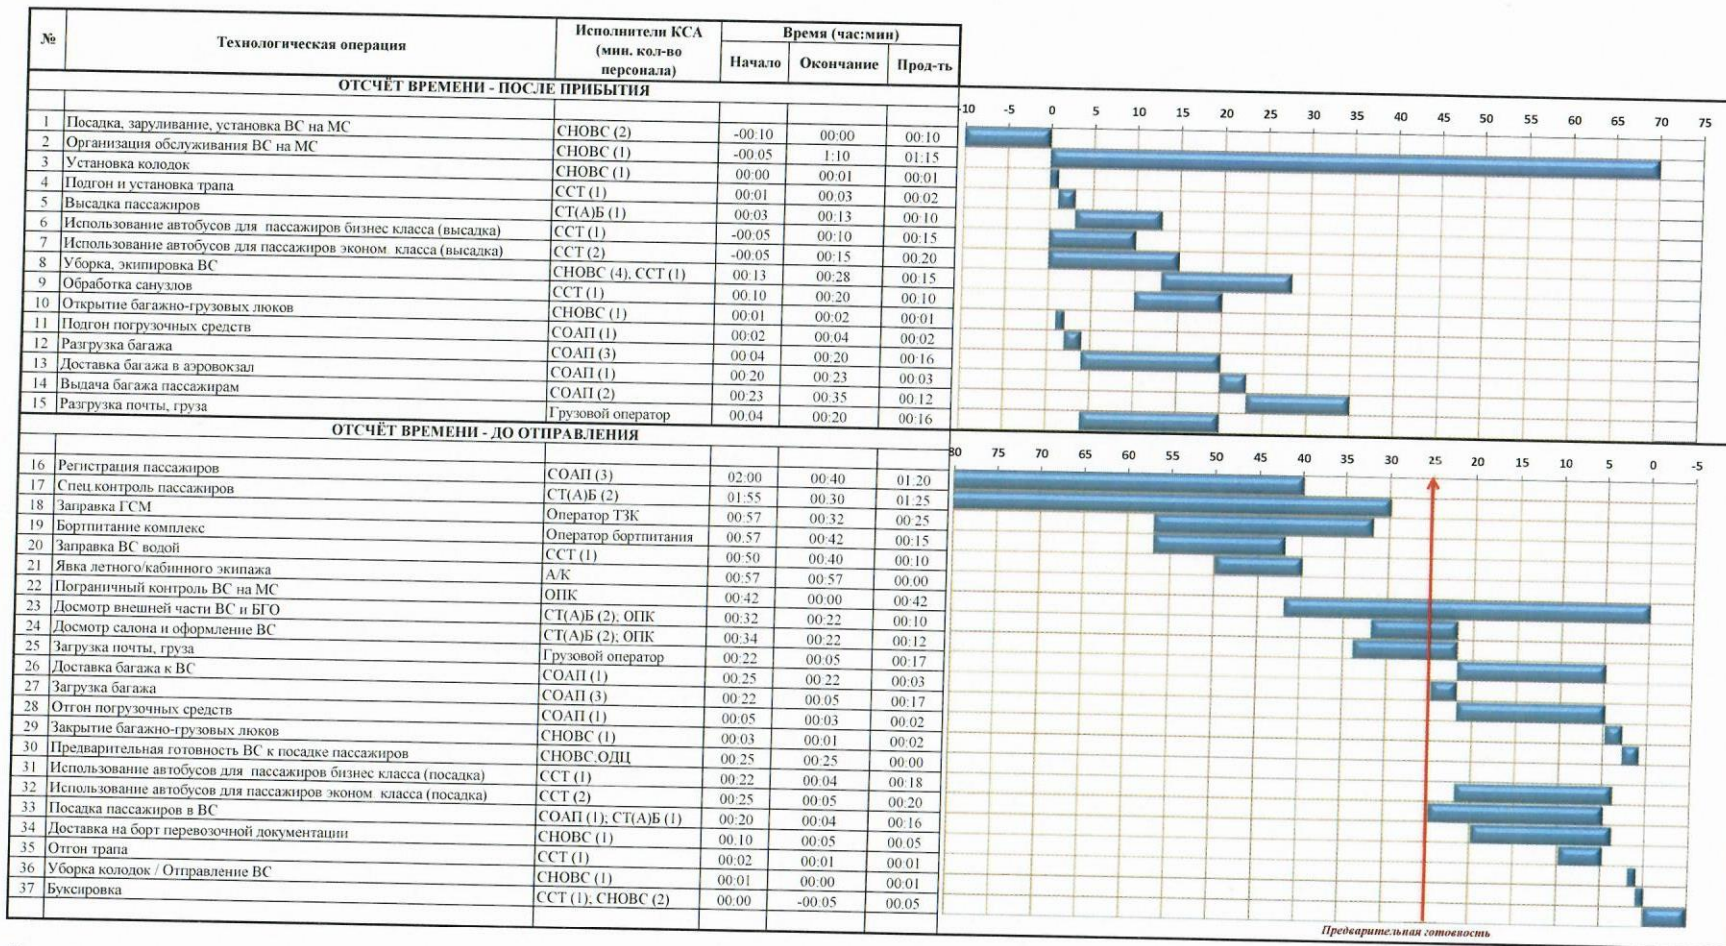 № Технологическая операция Исполнители КСА (мин. кол-во персонала) Время (час:мин)
Начало Окончание Прод-ть
ОТСЧЁТ ВРЕМЕНИ - ПОСЛЕ ПРИБЫТИЯ
-10 -5 0 5 10 15 20 25 30 35 40 45 50 55 60 65 70 75
1 Посадка, заруливание, установка ВС на МС СНОВС (2) -00:10 00:00 00:10
2 Организация обслуживания ВС на МС СНОВС (1) -00:05 1:10 01:15
3 Установка колодок СНОВС (1) 00:00 00:01 00:01
4 Подгон и установка трапа ССТ (1) 00:01 00:03 00:02
5 Высадка пассажиров СТ(А)Б (1) 00:03 00:13 00:10
6 Использование автобусов для пассажиров бизнес класса (высадка) ССТ (1) -00:05 00:10 00:15
7 Использование автобусов для пассажиров эконом класса (высадка) ССТ (2) -00:05 00:15 00:20
8 Уборка, экипировка ВС СНОВС (4), ССТ (1) 00:13 00:28 00:15
9 Обработка санузлов ССТ (1) 00:10 00:20 00:10
10 Открытие багажно-грузовых люков СНОВС (1) 00:01 00:02 00:01
11 Подгон погрузочных средств СОАП (1) 00:02 00:04 00:02
12 Разгрузка багажа СОАП (3) 00:04 00:20 00:16
13 Доставка багажа в аэровокзал СОАП (1) 00:20 00:23 00:03
14 Выдача багажа пассажирам СОАП (2) 00:23 00:35 00:12
15 Разгрузка почты, груза Грузовой оператор 00:04 00:20 00:16
ОТСЧЁТ ВРЕМЕНИ - ДО ОТПРАВЛЕНИЯ
80 75 70 65 60 55 50 45 40 35 30 25 20 15 10 5 0 -5
16 Регистрация пассажиров СОАП (3) 02:00 00:40 01:20
17 Спец.контроль пассажиров СТ(А)Б (2) 01:55 00:30 01:25
18 Заправка ГСМ Оператор ТЗК 00:57 00:32 00:25
19 Бортпитание комплекс Оператор бортпитания 00:57 00:42 00:15
20 Заправка ВС водой ССТ (1) 00:50 00:40 00:10
21 Явка летного/кабинного экипажа А/К 00:57 00:57 00:00
22 Пограничный контроль ВС на МС ОПК 00:42 00:00 00:42
23 Досмотр внешней части ВС и БГО СТ(А)Б (2); ОПК 00:32 00:22 00:10
24 Досмотр салона и оформление ВС СТ(А)Б (2); ОПК 00:34 00:22 00:12
25 Загрузка почты, груза Грузовой оператор 00:22 00:05 00:17
26 Доставка багажа к ВС СОАП (1) 00:25 00:22 00:03
27 Загрузка багажа СОАП (3) 00:22 00:05 00:17
28 Отгон погрузочных средств СОАП (1) 00:05 00:03 00:02
29 Закрытие багажно-грузовых люков СНОВС (1) 00:03 00:01 00:02
30 Предварительная готовность ВС к посадке пассажиров СНОВС,ОДЦ 00:25 00:25 00:00
31 Использование автобусов для пассажиров бизнес класса (посадка) ССТ (1) 00:22 00:04 00:18
32 Использование автобусов для пассажиров эконом класса (посадка) ССТ (2) 00:25 00:05 00:20
33 Посадка пассажиров в ВС СОАП (1); СТ(А)Б (1) 00:20 00:04 00:16
34 Доставка на борт перевозочной документации СНОВС (1) 00:10 00:05 00:05
35 Отгон трапа ССТ (1) 00:02 00:01 00:01
36 Уборка колодок / Отправление ВС СНОВС (1) 00:01 00:00 00:01
37 Буксировка ССТ (1); СНОВС (2) 00:00 -00:05 00:05
Предварительная готовность